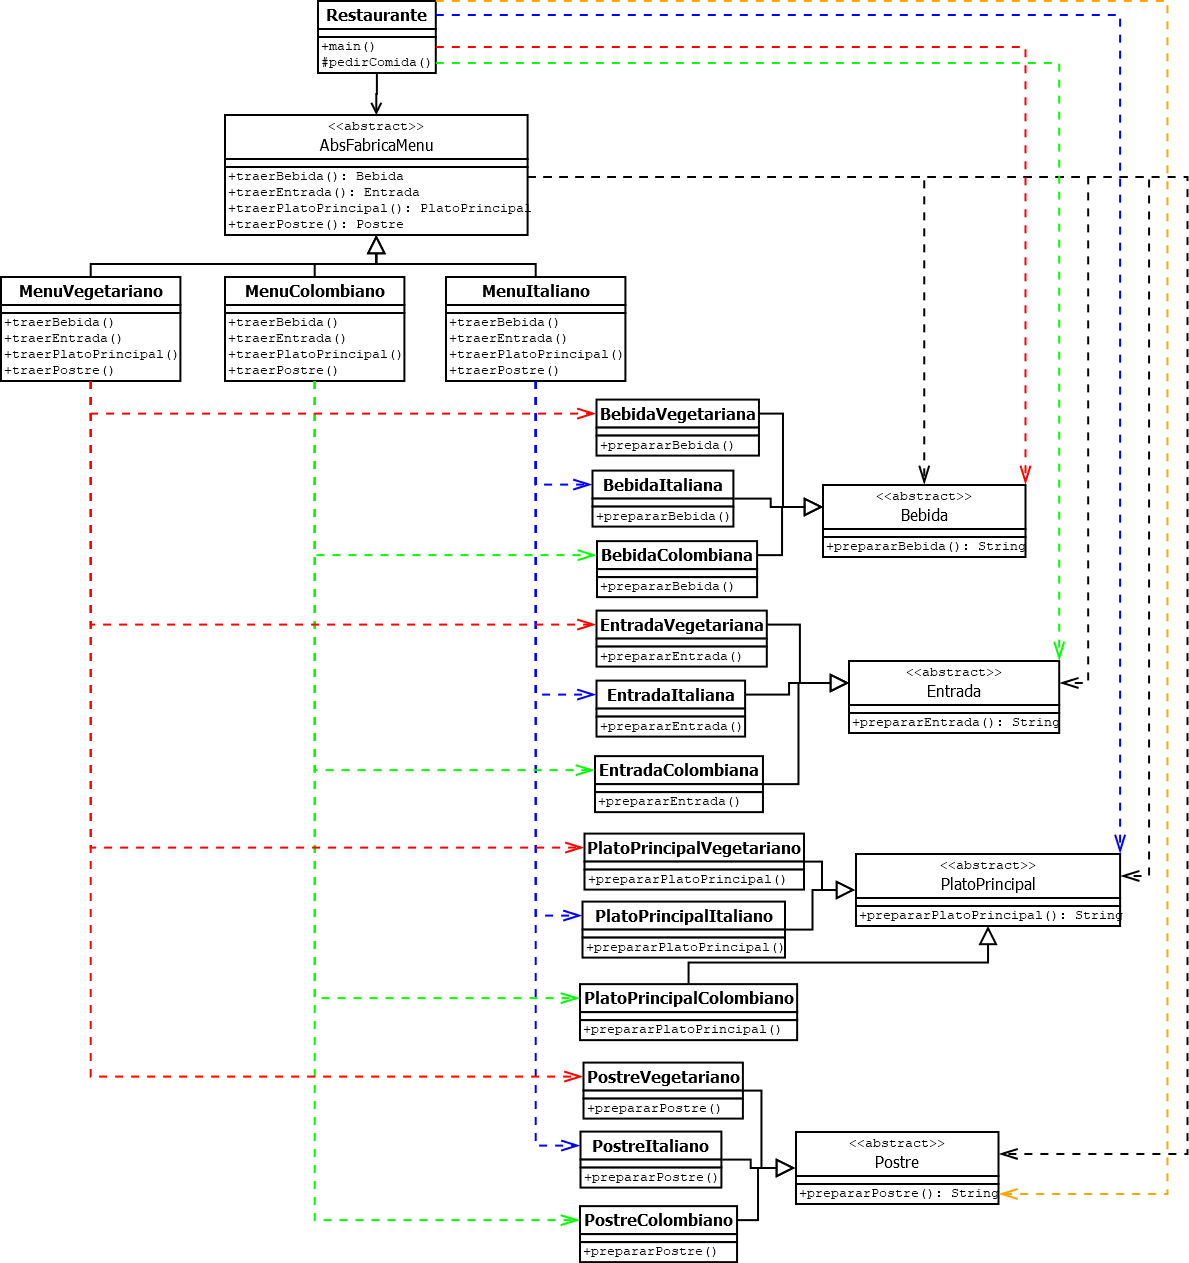 Restaurante
+main()
#pedirComida()
<<abstract>>
AbsFabricaMenu
+traerBebida(): Bebida
+traerEntrada(): Entrada
+traerPlatoPrincipal(): PlatoPrincipal
+traerPostre(): Postre
MenuVegetariano
+traerBebida()
+traerEntrada()
+traerPlatoPrincipal()
+traerPostre()
MenuColombiano
+traerBebida()
+traerEntrada()
+traerPlatoPrincipal()
+traerPostre()
MenuItaliano
+traerBebida()
+traerEntrada()
+traerPlatoPrincipal()
+traerPostre()
BebidaVegetariana
+prepararBebida()
BebidaItaliana
+prepararBebida()
BebidaColombiana
+prepararBebida()
<<abstract>>
Bebida
+prepararBebida(): String
EntradaVegetariana
+prepararEntrada()
EntradaItaliana
+prepararEntrada()
EntradaColombiana
+prepararEntrada()
<<abstract>>
Entrada
+prepararEntrada(): String
PlatoPrincipalVegetariano
+prepararPlatoPrincipal()
PlatoPrincipalItaliano
+prepararPlatoPrincipal()
PlatoPrincipalColombiano
+prepararPlatoPrincipal()
<<abstract>>
PlatoPrincipal
+prepararPlatoPrincipal(): String
PostreVegetariano
+prepararPostre()
PostreItaliano
+prepararPostre()
PostreColombiano
+prepararPostre()
<<abstract>>
Postre
+prepararPostre(): String